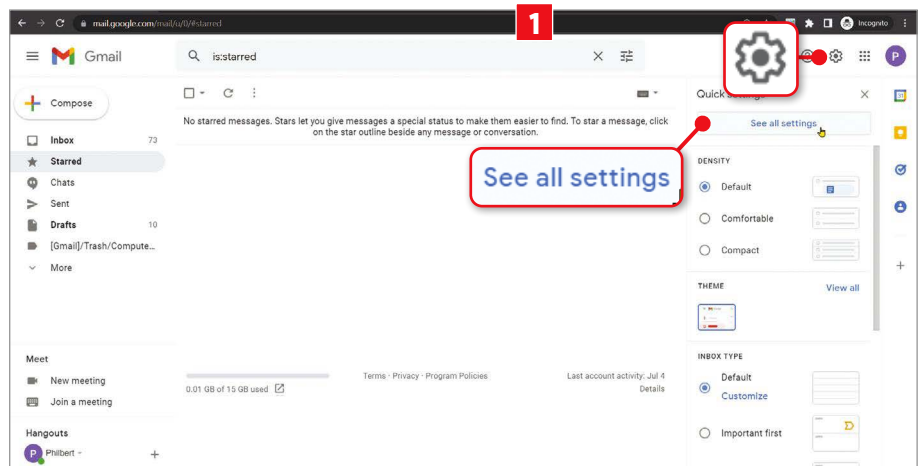 mail.google.com/mail/u/0/#starred
1
Incognito
Gmail
is:starred
P
Compose
Quick settings
See all settings
No starred messages. Stars let you give messages a special status to make them easier to find. To star a message, click
on the star outline beside any message or conversation.
Inbox 73
Starred
Chats
Sent
Drafts 10
[Gmail]/Trash/Compute...
More
See all settings
DENSITY
Default
Comfortable
Compact
THEME
View all
INBOX TYPE
Default
Customize
Important first
Meet
New meeting
Join a meeting
Hangouts
P
Philbert
0.01 GB of 15 GB used
Terms · Privacy · Program Policies
Last account activity: Jul 4
Details